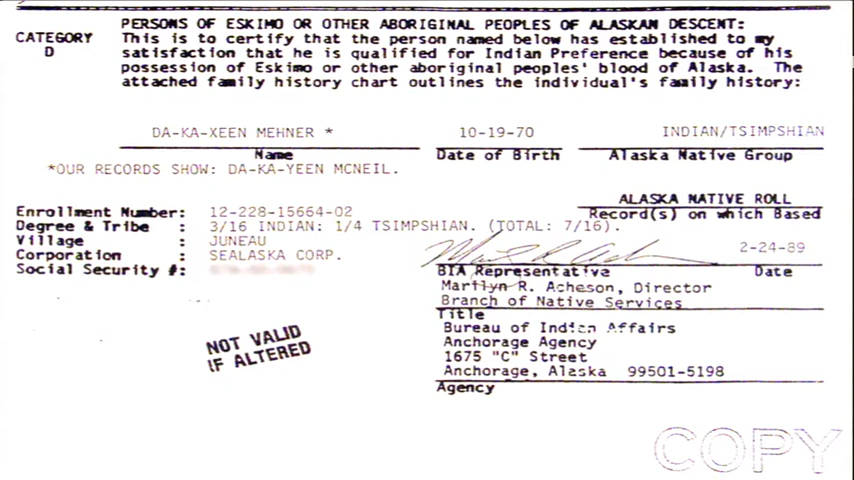 PERSONS OF ESKIMO OR OTHER ABORIGINAL PEOPLES OF ALASKAN DESCENT:
CATEGORY D
This is to certify that the person named below has established to my
satisfaction that he is qualified for Indian Preference because of his
possession of Eskimo or other aboriginal peoples' blood of Alaska. The
attached family history chart outlines the individual's family history:
DA-KA-XEEN MEHNER * 10-19-70 INDIAN/TSIMPSHIAN
Name Date of Birth Alaska Native Group
*OUR RECORDS SHOW: DA-KA-YEEN MCNEIL.
ALASKA NATIVE ROLL
Enrollment Number: 12-228-15664-02 Record(s) on which Based
Degree & Tribe : 3/16 INDIAN: 1/4 TSIMPSHIAN. (TOTAL: 7/16).
Village : JUNEAU
Corporation : SEALASKA CORP. 2-24-89
Social Security #: BIA Representative Date
Marilyn R. Acheson, Director
Branch of Native Services
Title
Bureau of Indian Affairs
Anchorage Agency
1675 "C" Street
Anchorage, Alaska 99501-5198
Agency
NOT VALID
IF ALTERED
COPY